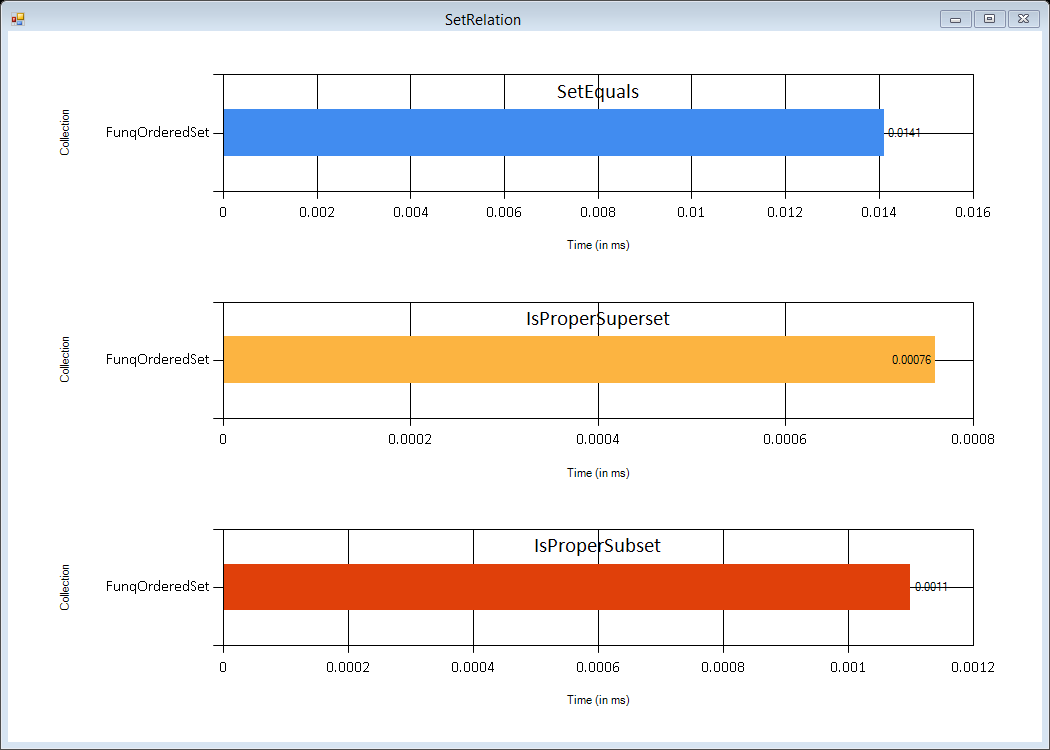 SetRelation
SetEquals
Collection
FunqOrderedSet
0.0141
0 0.002 0.004 0.006 0.008 0.01 0.012 0.014 0.016
Time (in ms)
IsProperSuperset
Collection
FunqOrderedSet
0.00076
0 0.0002 0.0004 0.0006 0.0008
Time (in ms)
IsProperSubset
Collection
FunqOrderedSet
0.0011
0 0.0002 0.0004 0.0006 0.0008 0.001 0.0012
Time (in ms)